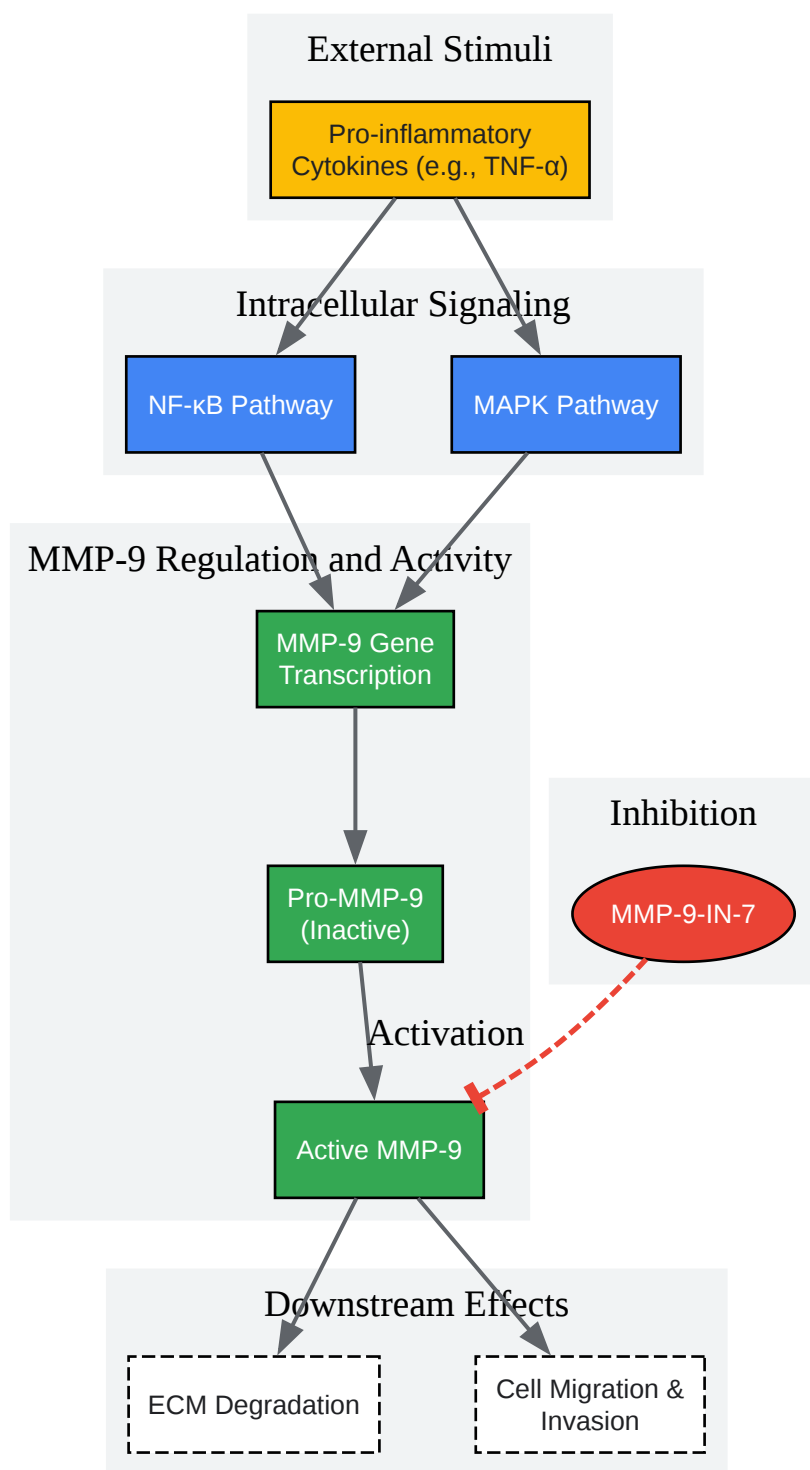 External Stimuli
Pro-inflammatory
Cytokines (e.g., TNF-α)
Intracellular Signaling
NF-κB Pathway
MAPK Pathway
MMP-9 Regulation and Activity
MMP-9 Gene
Transcription
Inhibition
Pro-MMP-9
(Inactive)
MMP-9-IN-7
Activation
Active MMP-9
Downstream Effects
ECM Degradation
Cell Migration &
Invasion